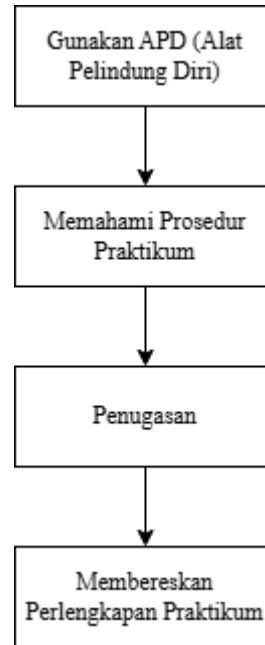 Gunakan APD (Alat
Pelindung Diri)
Memahami Prosedur
Praktikum
Penugasan
Membereskan
Perlengkapan Praktikum